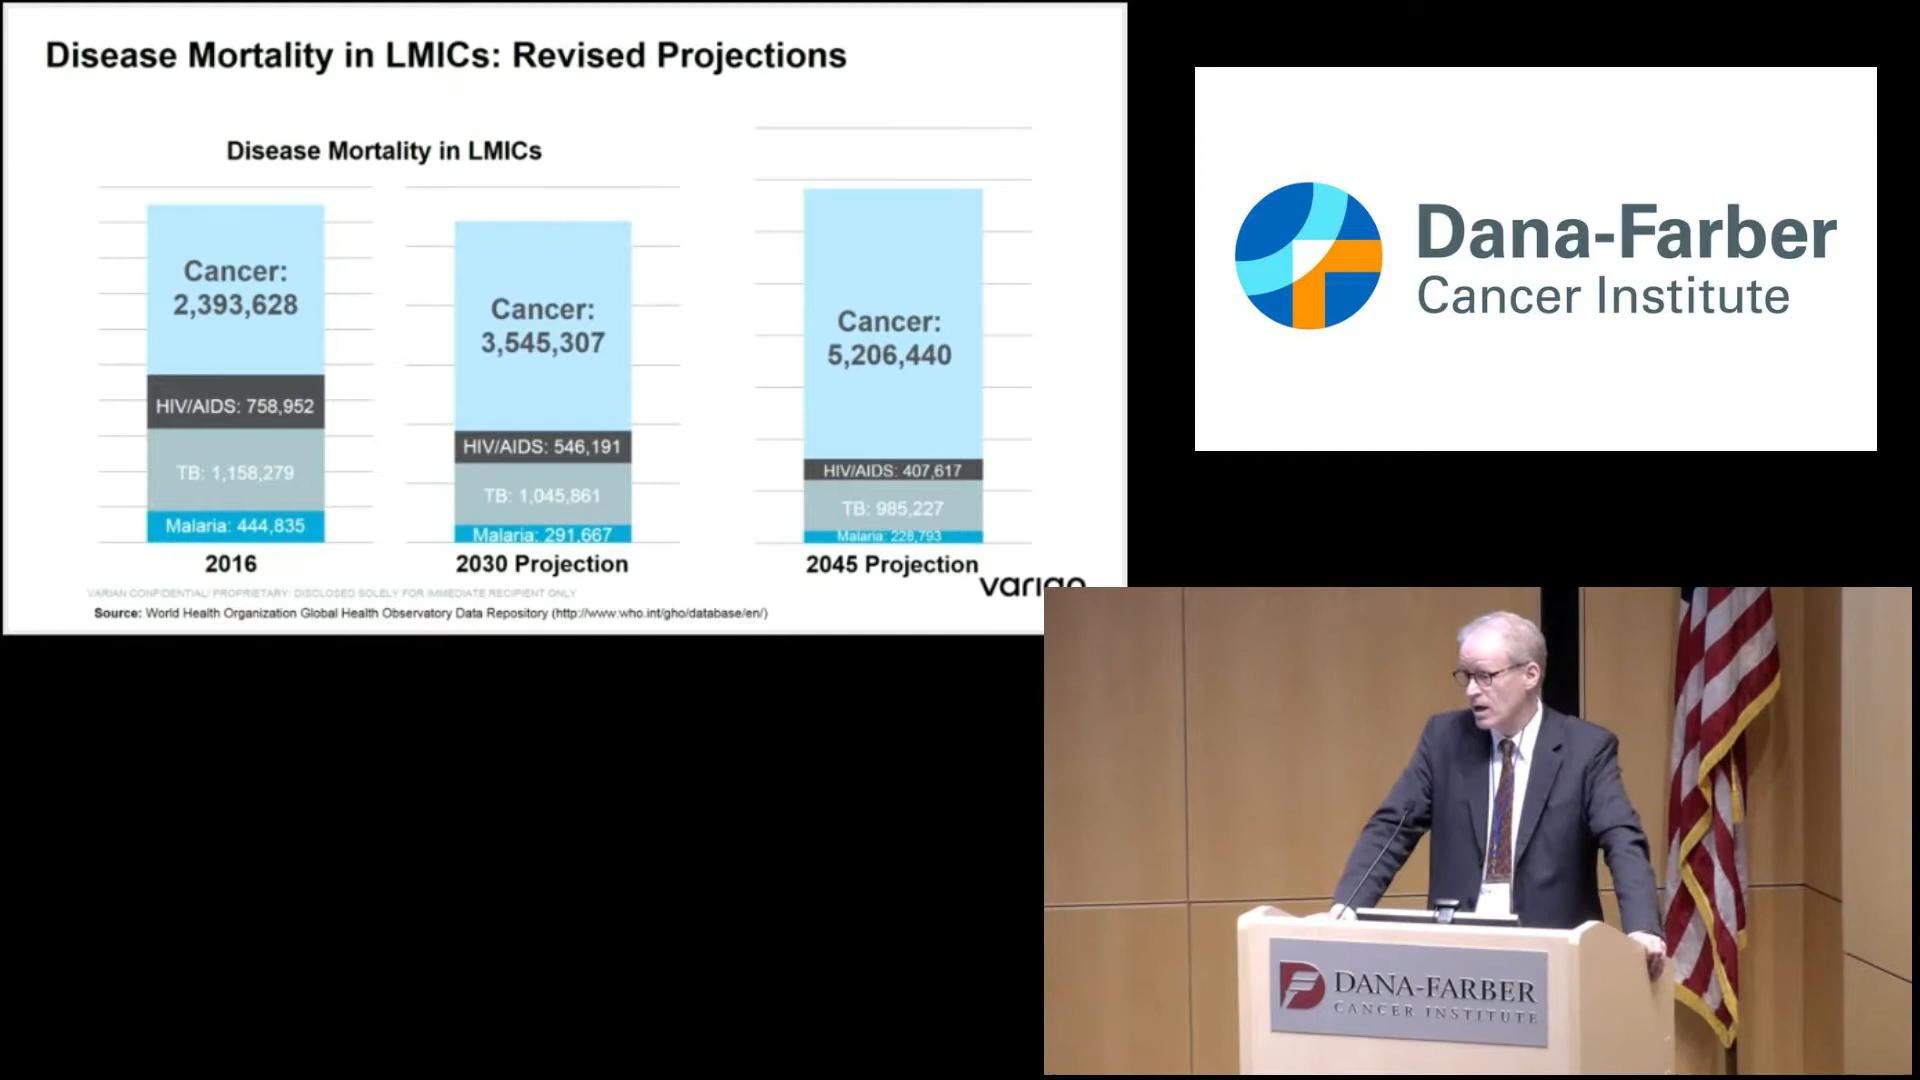 Disease Mortality in LMICs: Revised Projections
Disease Mortality in LMICs
Cancer:
2,393,628
HIV/AIDS: 758,952
TB: 1,158,279
Malaria: 444,835
2016
Cancer:
3,545,307
HIV/AIDS: 546,191
TB: 1,045,861
Malaria: 291,667
2030 Projection
Cancer:
5,206,440
HIV/AIDS: 407,617
TB: 985,227
Malaria: 228,793
2045 Projection
VARIAN CONFIDENTIAL/ PROPRIETARY: DISCLOSED SOLELY FOR IMMEDIATE RECIPIENT ONLY
Source: World Health Organization Global Health Observatory Data Repository (http://www.who.int/gho/database/en/)
Dana-Farber
Cancer Institute
DANA-FARBER
CANCER INSTITUTE